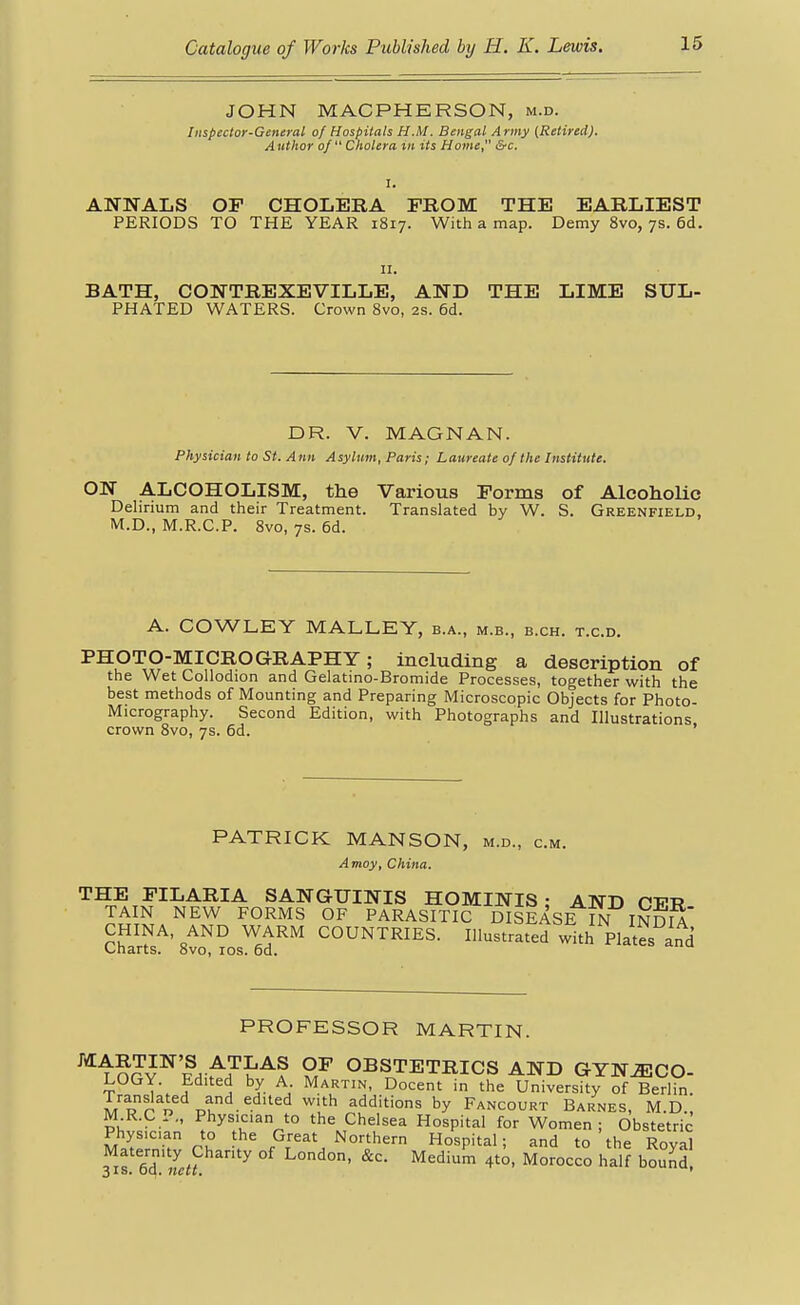 Catalogue of Works Published by H. K. Lewis. 15
JOHN MACPHERSON, M.D.
Inspector-General of Hospitals H.M. Bengal Army (Retired).
Author of "Cholera in its Home," &c.
I.
ANNALS OF CHOLERA FROM THE EARLIEST
PERIODS TO THE YEAR 1817. With a map. Demy 8vo, 7s. 6d.
II.
BATH, CONTREXEVILLE, AND THE LIME SUL-
PHATED WATERS. Crown 8vo, 2s. 6d.
DR. V. MAGNAN.
Physician to St. Ann Asylum, Paris; Laureate of the Institute.
ON ALCOHOLISM, the Various Forms of Alcoholic
Delirium and their Treatment. Translated by W. S. GREENFIELD,
M.D., M.R.C.P. 8vo, 7s. 6d.
A. COWLEY MALLEY, B.A., M.B., B.CH. T.C.D.
PHOTO-MICROGRAPHY; including a description of
the Wet Collodion and Gelatino-Bromide Processes, together with the
best methods of Mounting and Preparing Microscopic Objects for Photo-
Micrography. Second Edition, with Photographs and Illustrations,
crown 8vo, 7s. 6d.
PATRICK MANSON, M.D., C.M.
Amoy, China.
THE FILARIA SANGUINIS HOMINIS; AND CER-
TAIN NEW FORMS OF PARASITIC DISEASE IN INDIA
CHINA, AND WARM COUNTRIES. Illustrated with Plates and
Charts. 8vo, 10s. 6d.
PROFESSOR MARTIN.
MARTIN'S ATLAS OF OBSTETRICS AND GYNÆCO-
LOGY. Edited by A. MARTIN, Docent in the University of Berlin.
Translated and edited with additions by FANCOURT BARNES, M.D.,
M.R.C.P., Physician to the Chelsea Hospital for Women; Obstetric
Physician to the Great Northern Hospital; and to the Royal
Maternity Charity of London, &c. Medium 4to, Morocco half bound,
31s. 6d. nett.